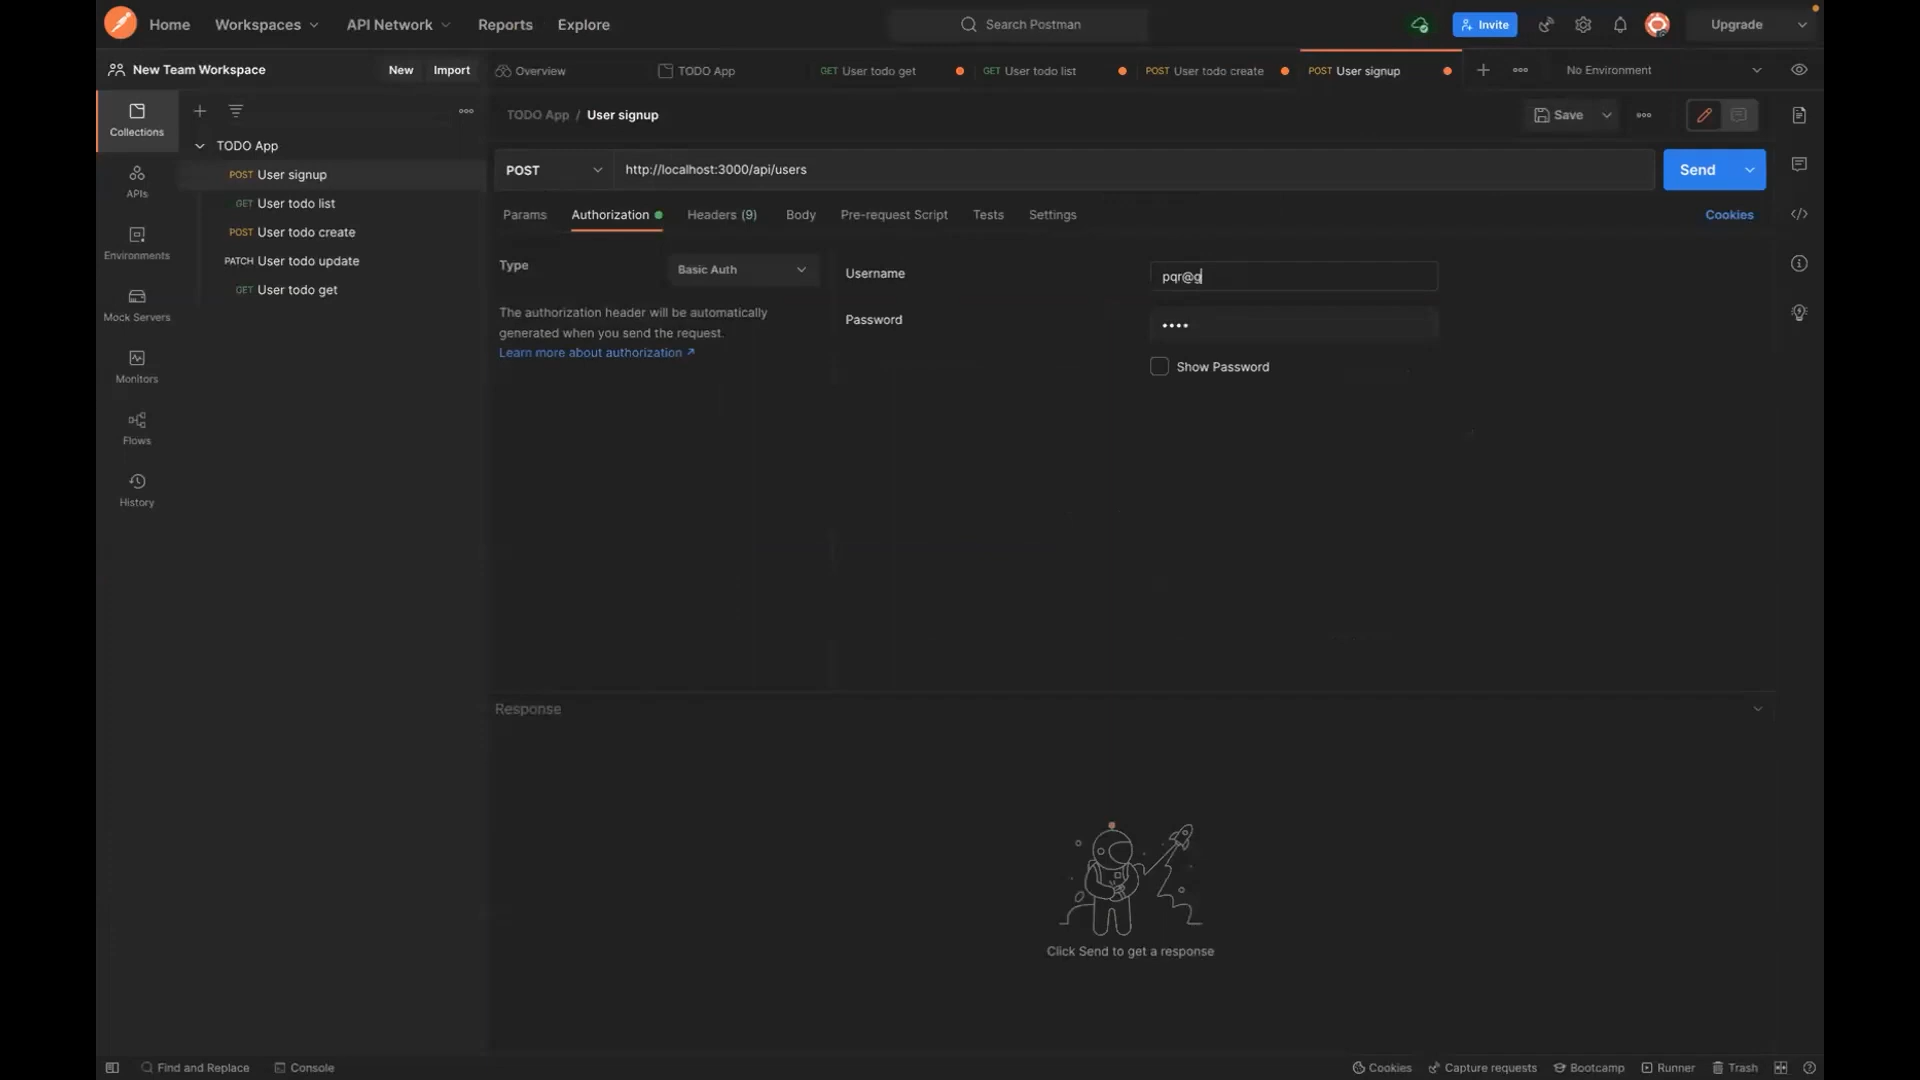 Home
Workspaces
API Network
Reports
Explore
Search Postman
Invite
Upgrade
New Team Workspace
New
Import
Overview
TODO App
GET User todo get
GET User todo list
POST User todo create
POST User signup
No Environment
Collections
APIs
Environments
Mock Servers
Monitors
Flows
History
TODO App
POST User signup
GET User todo list
POST User todo create
PATCH User todo update
GET User todo get
TODO App / User signup
Save
POST
http://localhost:3000/api/users
Send
Params
Authorization
Headers (9)
Body
Pre-request Script
Tests
Settings
Cookies
Type
Basic Auth
The authorization header will be automatically
generated when you send the request.
Learn more about authorization ↗
Username
pqr@g
Password
••••
Show Password
Response
Click Send to get a response
Find and Replace
Console
Cookies
Capture requests
Bootcamp
Runner
Trash